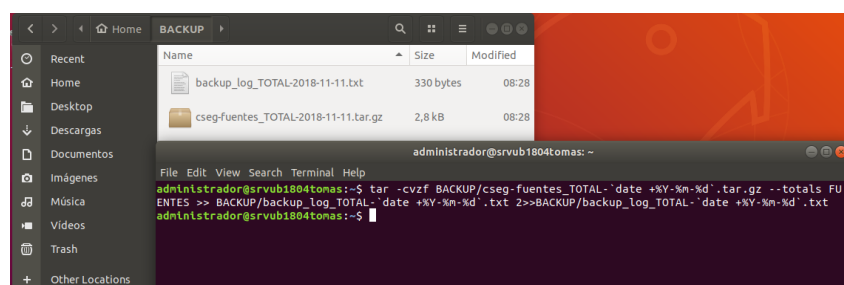 Home BACKUP
Recent
Home
Desktop
Descargas
Documentos
Imágenes
Música
Vídeos
Trash
Other Locations
Name Size Modified
backup_log_TOTAL-2018-11-11.txt 330 bytes 08:28
cseg-fuentes_TOTAL-2018-11-11.tar.gz 2,8 kB 08:28
administrador@srvub1804tomas: ~
File Edit View Search Terminal Help
administrador@srvub1804tomas:~$ tar -cvzf BACKUP/cseg-fuentes_TOTAL-`date +%Y-%m-%d`.tar.gz --totals FU
ENTES >> BACKUP/backup_log_TOTAL-`date +%Y-%m-%d`.txt 2>>BACKUP/backup_log_TOTAL-`date +%Y-%m-%d`.txt
administrador@srvub1804tomas:~$